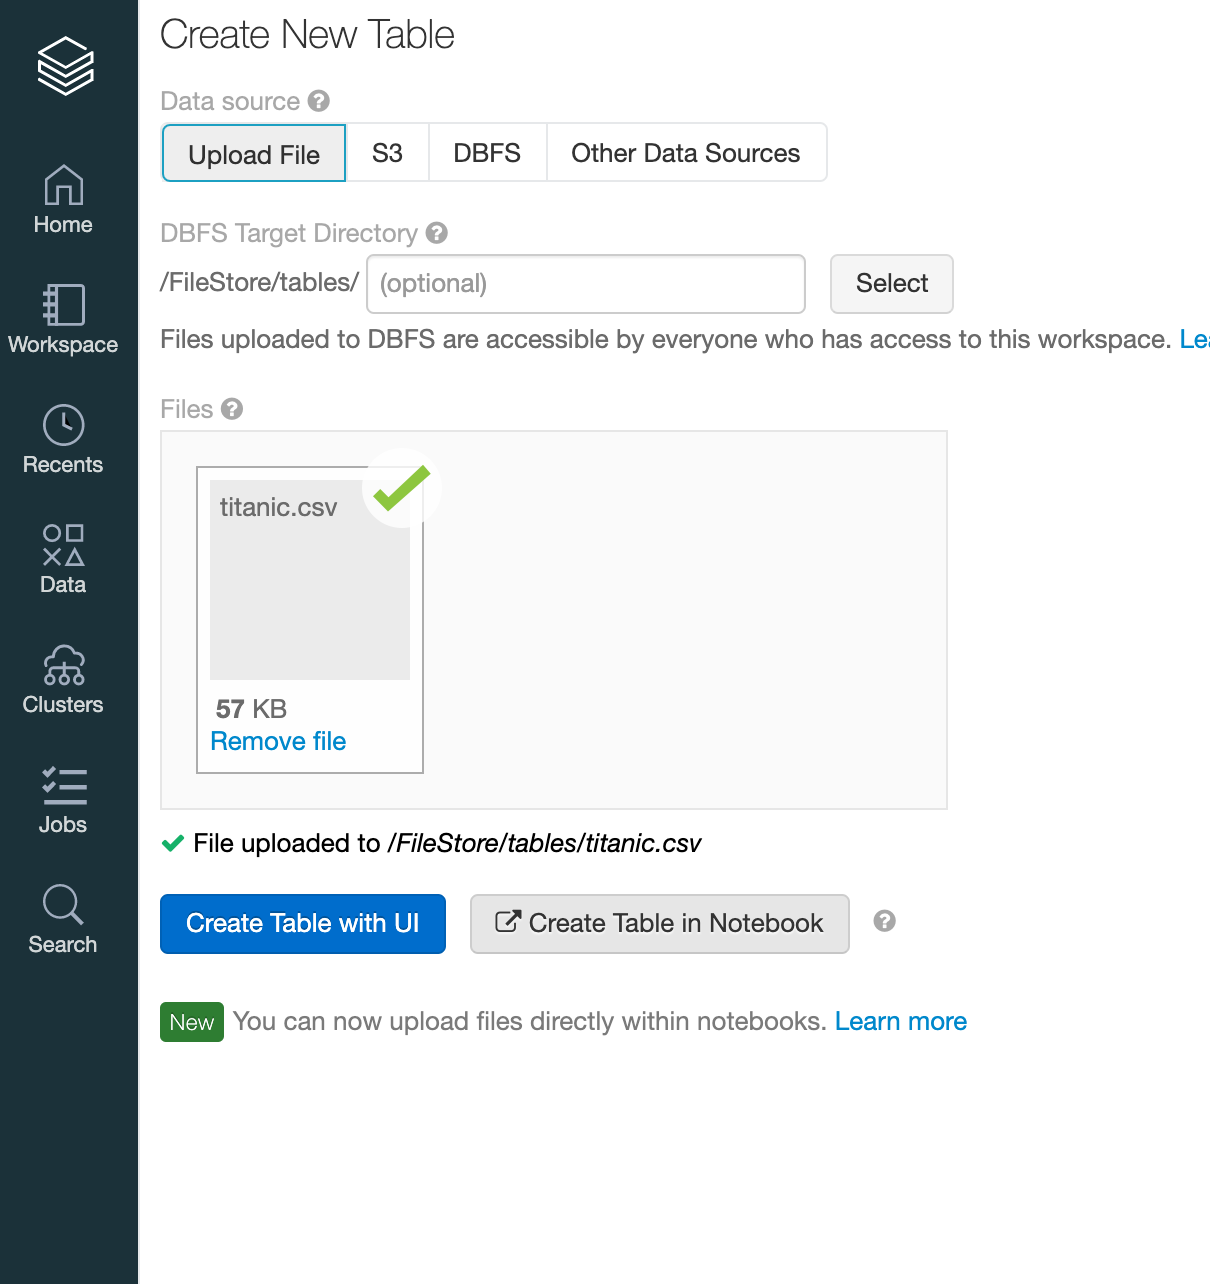 Create New Table
Data source
Upload File
S3
DBFS
Other Data Sources
DBFS Target Directory
/FileStore/tables/
(optional)
Select
Files uploaded to DBFS are accessible by everyone who has access to this workspace. Lea
Files
titanic.csv
57 KB
Remove file
File uploaded to /FileStore/tables/titanic.csv
Create Table with UI
Create Table in Notebook
New You can now upload files directly within notebooks. Learn more
Home
Workspace
Recents
Data
Clusters
Jobs
Search